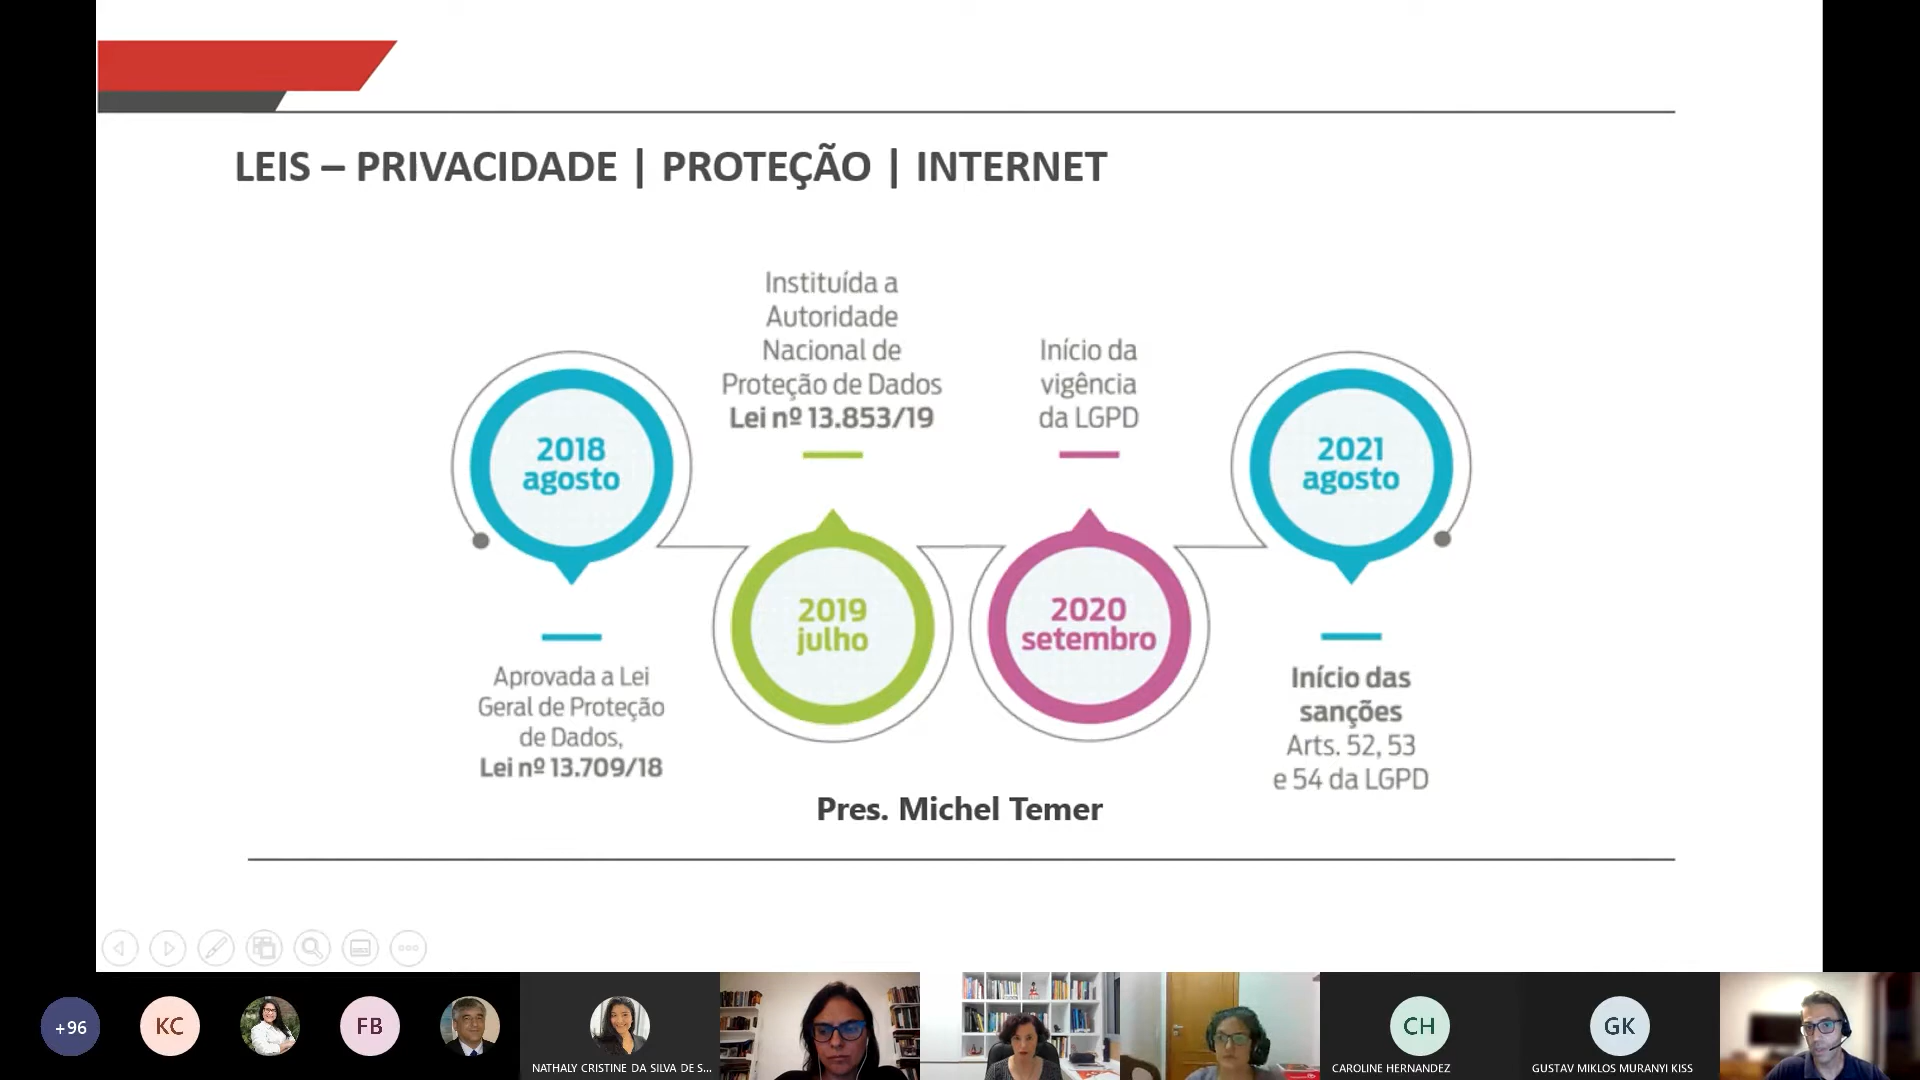 LEIS – PRIVACIDADE | PROTEÇÃO | INTERNET
2018
agosto
Aprovada a Lei
Geral de Proteção
de Dados,
Lei nº 13.709/18
Instituída a
Autoridade
Nacional de
Proteção de Dados
Lei nº 13.853/19
2019
julho
Início da
vigência
da LGPD
2020
setembro
2021
agosto
Início das
sanções
Arts. 52, 53
e 54 da LGPD
Pres. Michel Temer
+96
KC
FB
NATHALY CRISTINE DA SILVA DE S...
CH
CAROLINE HERNANDEZ
GK
GUSTAV MIKLOS MURANYI KISS